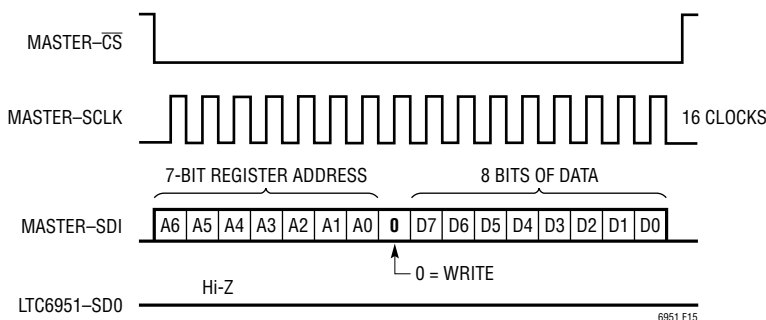 MASTER–CS
MASTER–SCLK
16 CLOCKS
7-BIT REGISTER ADDRESS
8 BITS OF DATA
MASTER–SDI
A6 A5 A4 A3 A2 A1 A0 0 D7 D6 D5 D4 D3 D2 D1 D0
0 = WRITE
Hi-Z
LTC6951–SD0
6951 F15